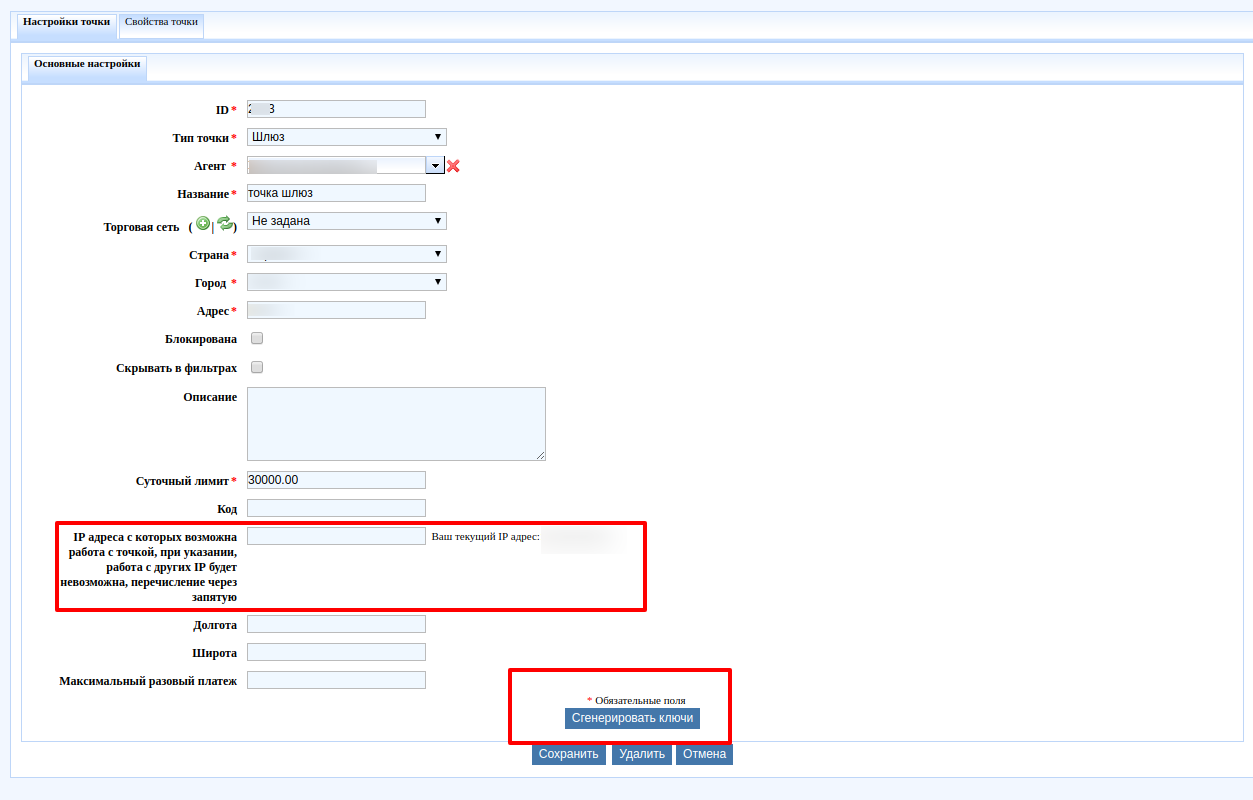 Настройки точки Свойства точки
Основные настройки
ID *
Тип точки * Шлюз
Агент *
Название * точка шлюз
Торговая сеть ( | ) Не задана
Страна *
Город *
Адрес *
Блокирована
Скрывать в фильтрах
Описание
Суточный лимит * 30000.00
Код
IP адреса с которых возможна Ваш текущий IP адрес:
работа с точкой, при указании,
работа с других IP будет
невозможна, перечисление через
запятую
Долгота
Широта
Максимальный разовый платеж
* Обязательные поля
Сгенерировать ключи
Сохранить Удалить Отмена